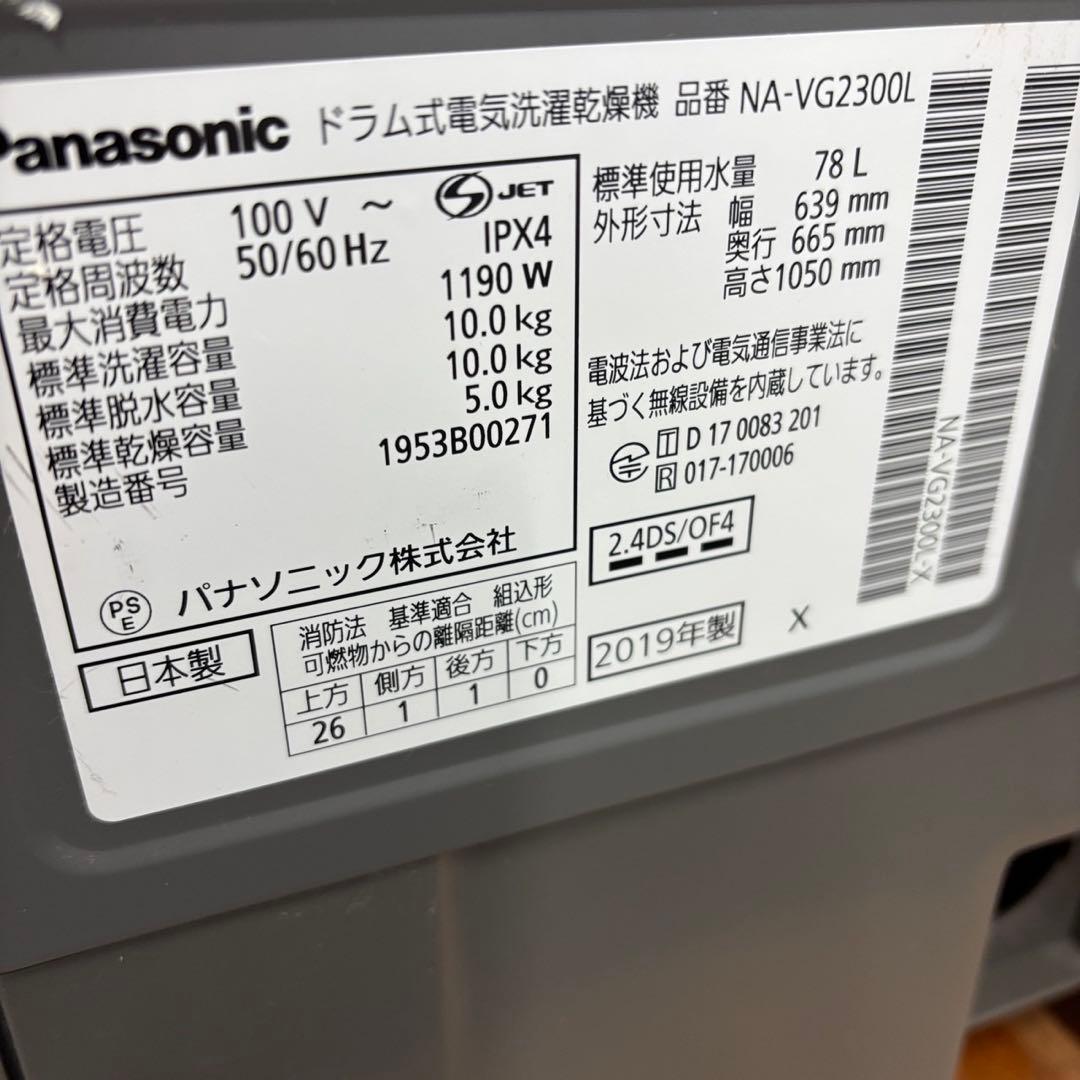 Panasonic ドラム式電気洗濯乾燥機 品番 NA-VG2300L
定格電圧 100 V ～ JET
定格周波数 50/60 Hz IPX4
最大消費電力 1190 W
標準洗濯容量 10.0 kg
標準脱水容量 10.0 kg
標準乾燥容量 5.0 kg
製造番号 1953B00271
PSE パナソニック株式会社
標準使用水量 78 L
外形寸法 幅 639 mm
奥行 665 mm
高さ1050 mm
電波法および電気通信事業法に
基づく無線設備を内蔵しています。
T D 17 0083 201
R 017-170006
2.4DS/OF4
日本製
消防法 基準適合 組込形
可燃物からの離隔距離(cm)
上方 側方 後方 下方
26 1 1 0
2019年製 X
NA-VG2300L-X